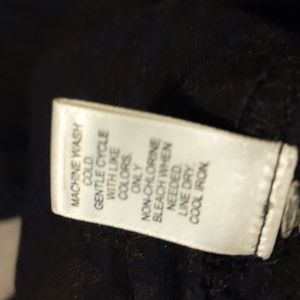 MACHINE WASH
COLD.
GENTLE CYCLE
WITH LIKE
COLORS.
ONLY
NON-CHLORINE
BLEACH WHEN
NEEDED.
LINE DRY.
COOL IRON.